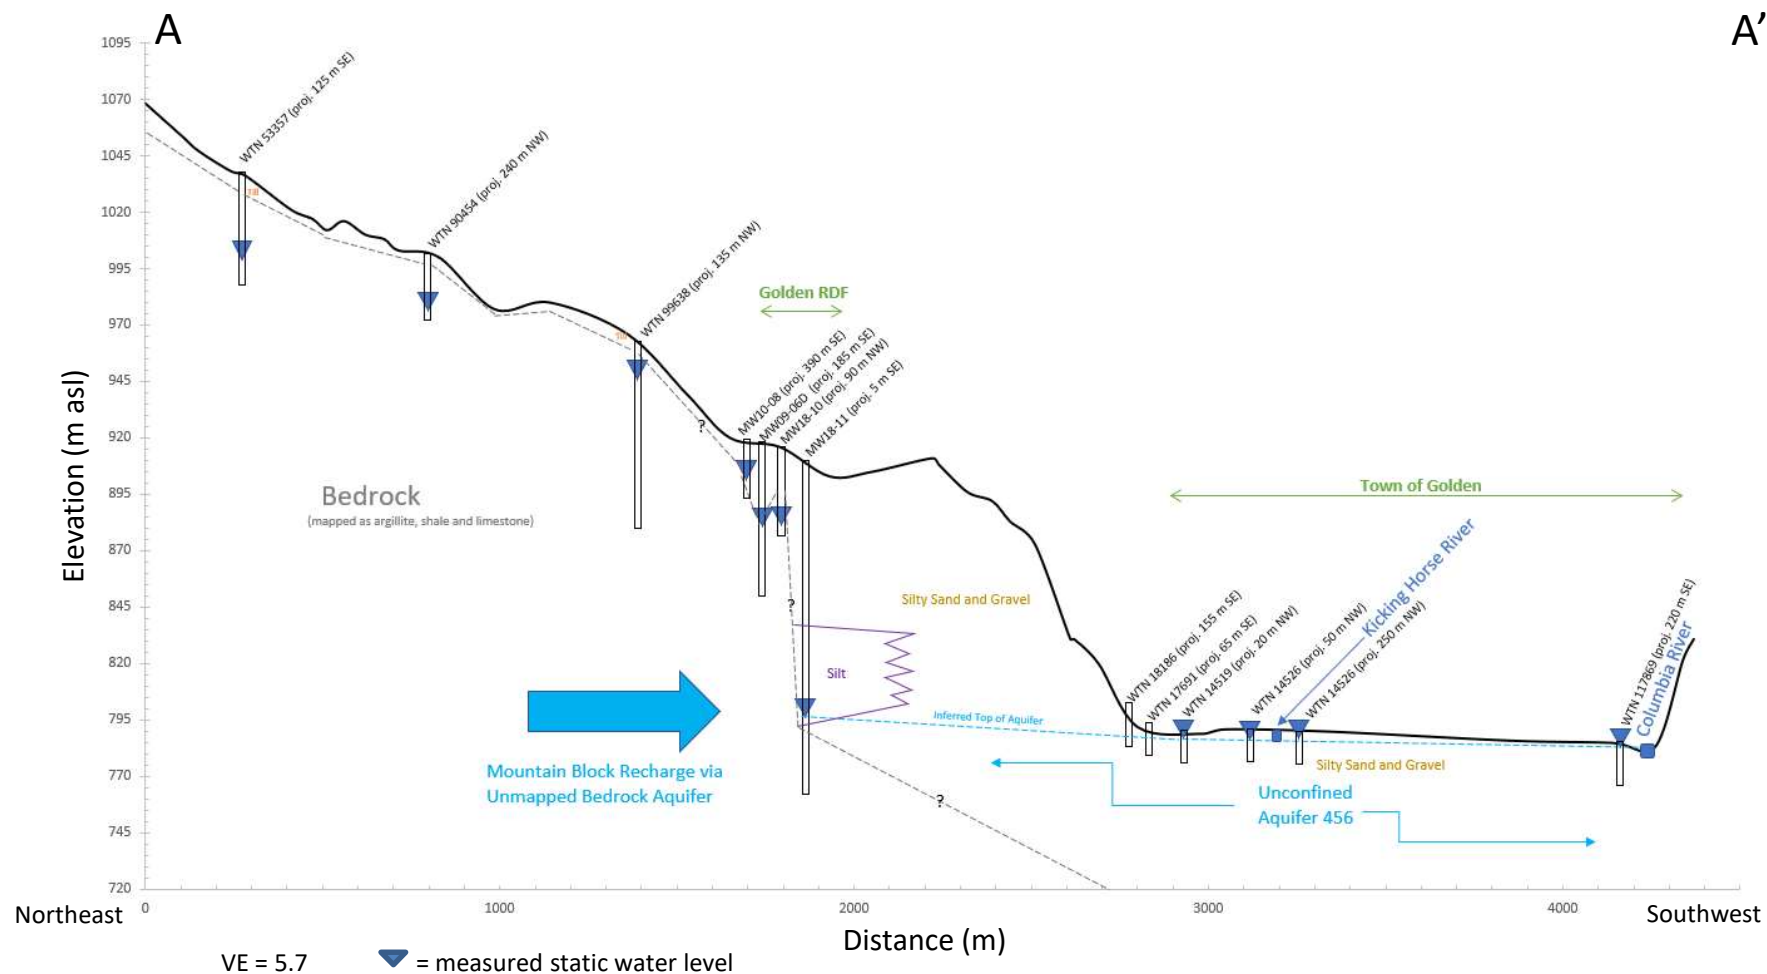 A
A'
1095
1070
1045
1020
995
970
945
920
895
870
845
820
795
770
745
720
Elevation (m asl)
WTN 53357 (proj. 125 m SE)
Till
WTN 90454 (proj. 240 m NW)
WTN 99638 (proj. 135 m NW)
Till
Golden RDF
MW10-08 (proj. 390 m SE)
MW09-06D (proj. 185 m SE)
MW18-10 (proj. 90 m NW)
MW18-11 (proj. 5 m SE)
?
Bedrock
(mapped as argillite, shale and limestone)
Town of Golden
Kicking Horse River
?
Silty Sand and Gravel
Silt
WTN 18186 (proj. 155 m SE)
WTN 17691 (proj. 65 m SE)
WTN 14519 (proj. 20 m NW)
WTN 14526 (proj. 50 m NW)
WTN 14526 (proj. 250 m NW)
WTN 117869 (proj. 220 m SE)
Columbia River
Inferred Top of Aquifer
Mountain Block Recharge via
Unmapped Bedrock Aquifer
Silty Sand and Gravel
?
Unconfined
Aquifer 456
Northeast
0
1000
2000
3000
4000
Southwest
Distance (m)
VE = 5.7
= measured static water level